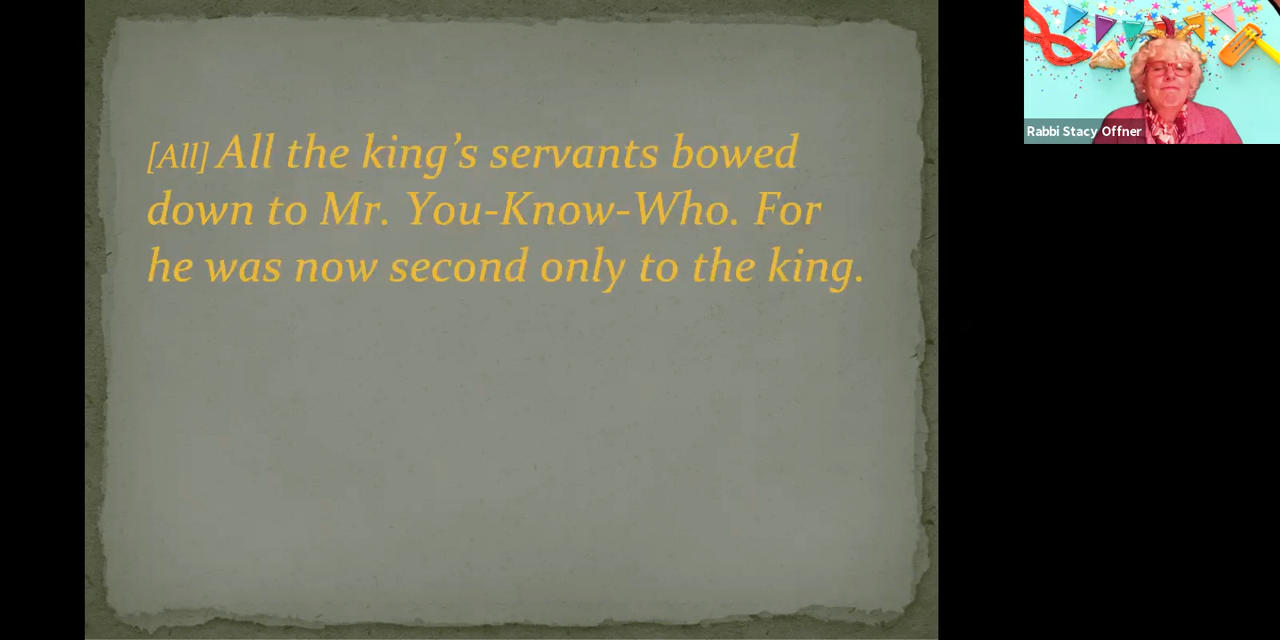 [All] All the king’s servants bowed
down to Mr. You-Know-Who. For
he was now second only to the king.
Rabbi Stacy Offner